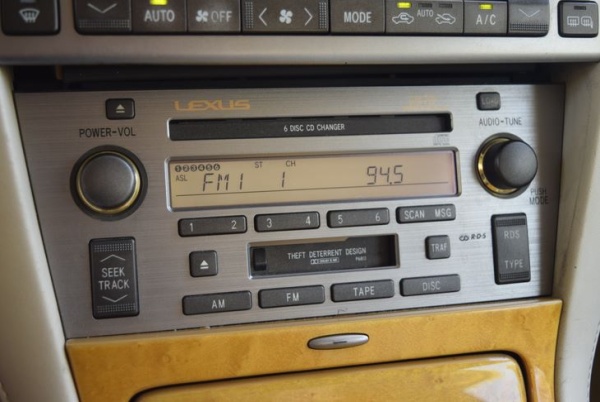 AUTO
OFF
MODE
AUTO
A/C
LEXUS
POWER-VOL
6 DISC CD CHANGER
AUDIO-TUNE
123456
ST CH
ASL
FM1 1 94.5
PUSH
MODE
1 2
3 4
5 6
SCAN MSG
SEEK
TRACK
THEFT DETERRENT DESIGN
TRAF
RDS
RDS
TYPE
AM
FM
TAPE
DISC